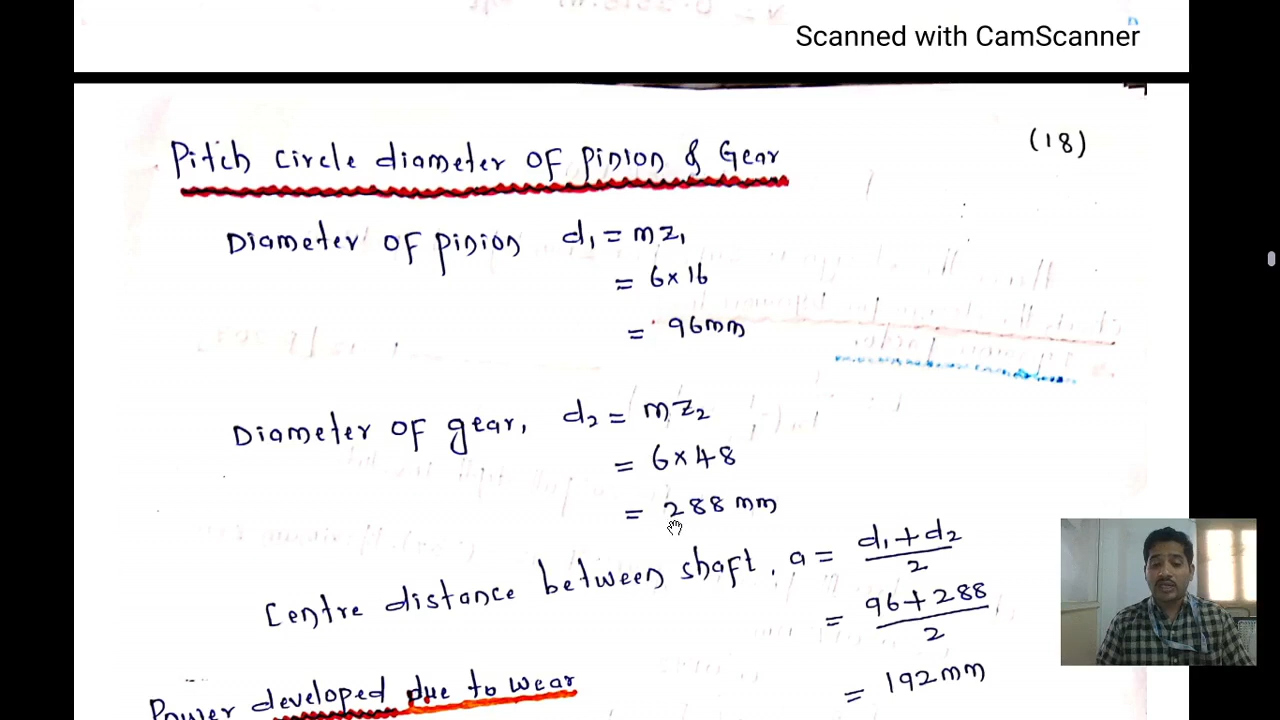 Scanned with CamScanner
(18)
Pitch circle diameter of pinion & Gear
Diameter of pinion d₁ = mz₁
= 6×16
= 96mm
Diameter of gear, d₂ = mz₂
= 6×48
= 288 mm
Centre distance between shaft, a = d₁+d₂/2
= 96+288/2
= 192mm
Power developed due to wear